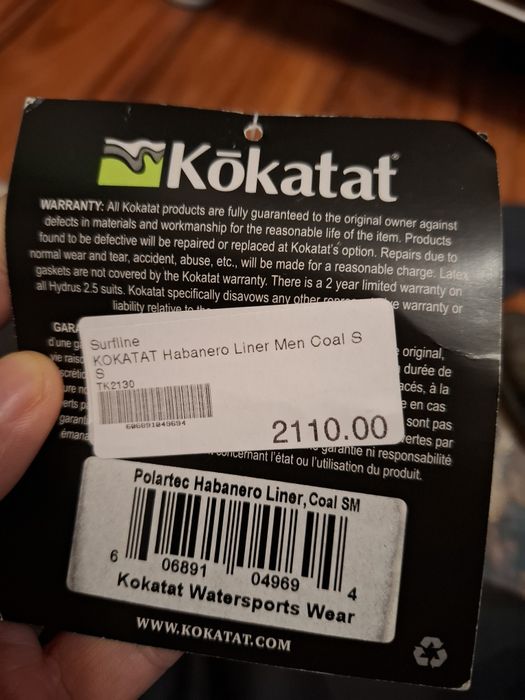 Kōkatat®
WARRANTY: All Kokatat products are fully guaranteed to the original owner against
defects in materials and workmanship for the reasonable life of the item. Products
found to be defective will be repaired or replaced at Kokatat's option. Repairs due to
normal wear and tear, accident, abuse, etc., will be made for a reasonable charge. Latex
gaskets are not covered by the Kokatat warranty. There is a 2 year limited warranty on
all Hydrus 2.5 suits. Kokatat specifically disavows any other warranty or
liability relative to
original,
durée de
à la
en cas
sont pas
par
garantie ni responsabilité
concernant l'état ou l'utilisation du produit.
Surfline
KOKATAT Habanero Liner Men Coal S
S
TK2130
606891049694
2110.00
Polartec Habanero Liner, Coal SM
6 06891 04969 4
Kokatat Watersports Wear
WWW.KOKATAT.COM